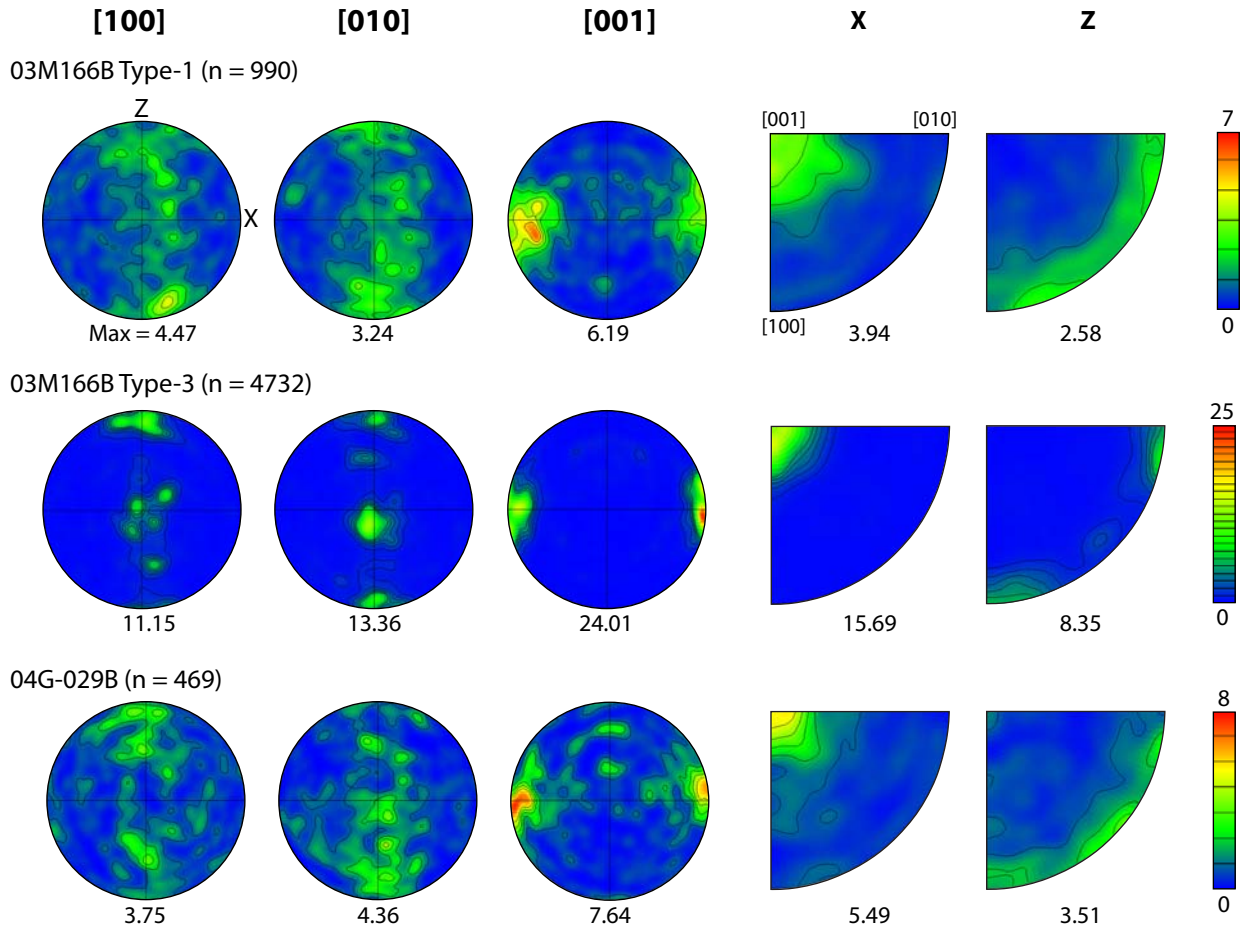 [100] [010] [001] X Z
03M166B Type-1 (n = 990)
Z
[001] [010] 7
X
[100] 0
Max = 4.47 3.24 6.19 3.94 2.58
03M166B Type-3 (n = 4732)
25
0
11.15 13.36 24.01 15.69 8.35
04G-029B (n = 469)
8
0
3.75 4.36 7.64 5.49 3.51